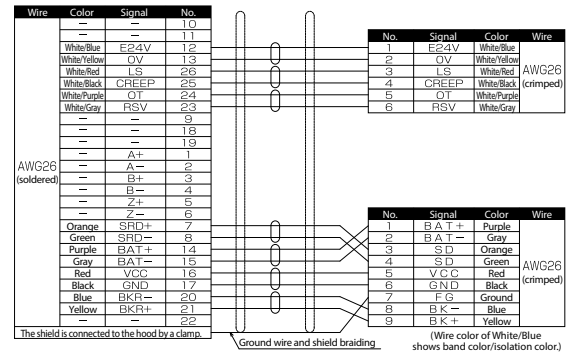 Wire Color Signal No.
— — 10
— — 11
White/Blue E24V 12
White/Yellow 0V 13
White/Red LS 26
White/Black CREEP 25
White/Purple OT 24
White/Gray RSV 23
— — 9
— — 18
— — 19
— A+ 1
— A− 2
— B+ 3
— B− 4
— Z+ 5
— Z− 6
Orange SRD+ 7
Green SRD− 8
Purple BAT+ 14
Gray BAT− 15
Red VCC 16
Black GND 17
Blue BKR− 20
Yellow BKR+ 21
— — 22
AWG26
(soldered)
The shield is connected to the hood by a clamp.
Ground wire and shield braiding
No. Signal Color Wire
1 E24V White/Blue
2 0V White/Yellow
3 LS White/Red
4 CREEP White/Black
5 OT White/Purple
6 RSV White/Gray
AWG26
(crimped)
No. Signal Color Wire
1 BAT+ Purple
2 BAT− Gray
3 SD Orange
4 SD Green
5 VCC Red
6 GND Black
7 FG Ground
8 BK− Blue
9 BK+ Yellow
AWG26
(crimped)
(Wire color of White/Blue
shows band color/isolation color.)